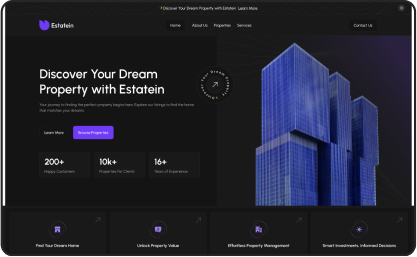 Discover Your Dream Property with Estatein Learn More
Estatein
Home
About Us
Properties
Services
Contact Us
Discover Your Dream
Property with Estatein
Your journey to finding the perfect property begins here. Explore our listings to find the home
that matches your dreams.
Learn More
Browse Properties
200+
Happy Customers
10k+
Properties For Clients
16+
Years of Experience
Find Your Dream Home
Unlock Property Value
Effortless Property Management
Smart Investments, Informed Decisions